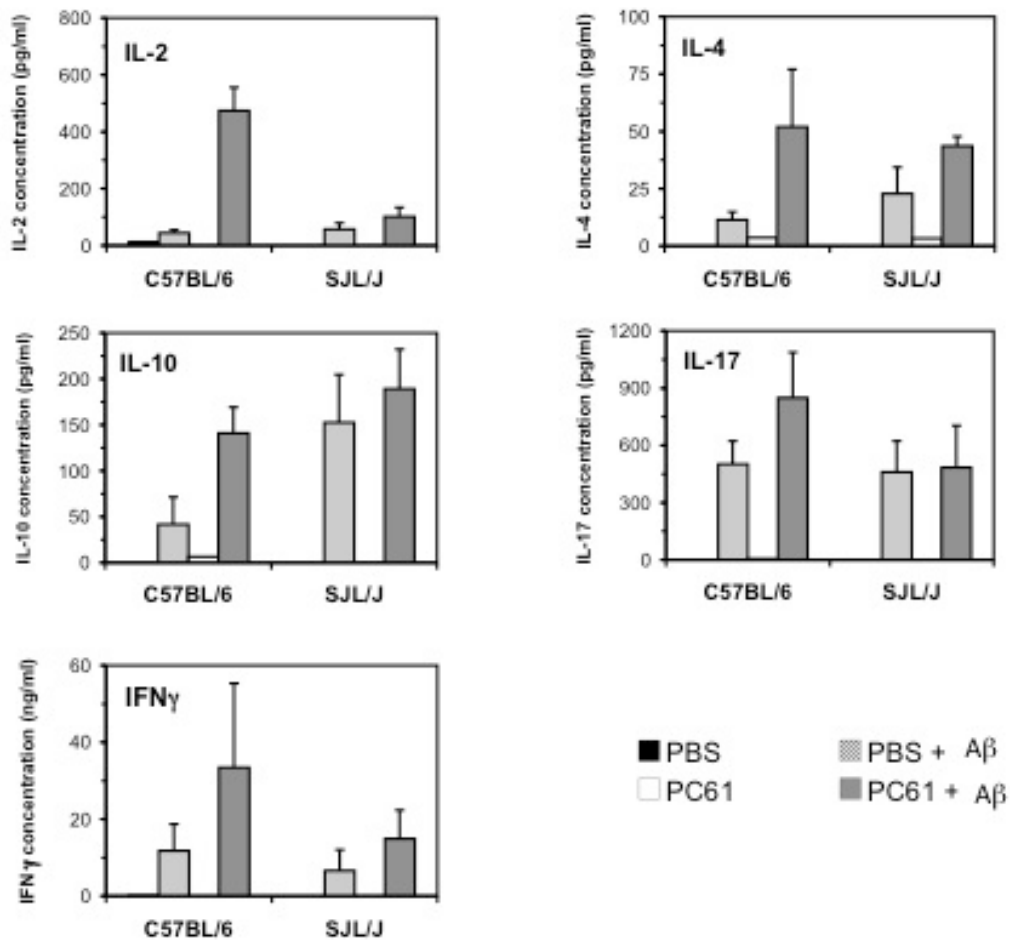 IL-2 concentration (pg/ml)
800
600
400
200
0
IL-2
C57BL/6 SJL/J
IL-4 concentration (pg/ml)
100
75
50
25
0
IL-4
C57BL/6 SJL/J
IL-10 concentration (pg/ml)
250
200
150
100
50
0
IL-10
C57BL/6 SJL/J
IL-17 concentration (pg/ml)
1200
900
600
300
0
IL-17
C57BL/6 SJL/J
IFNγ concentration (ng/ml)
60
40
20
0
IFNγ
C57BL/6 SJL/J
PBS PBS + Aβ
PC61 PC61 + Aβ